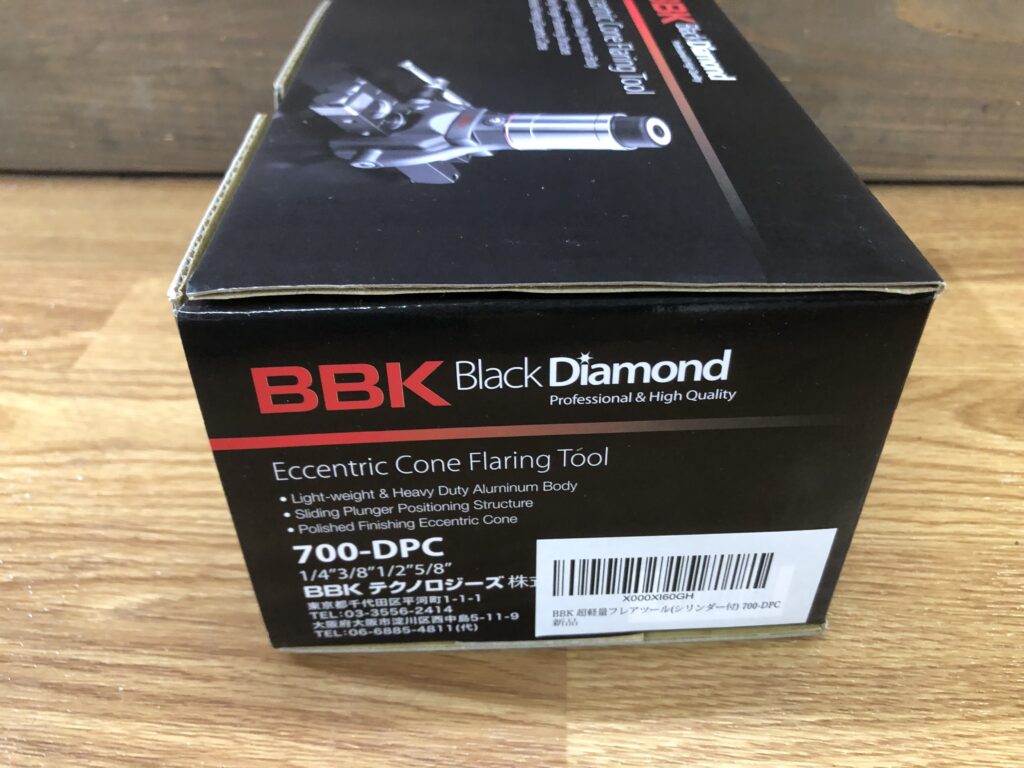 BBK BlackDiamond
Cone Flaring Tool
BBK Black Diamond
Professional & High Quality
Eccentric Cone Flaring Tool
• Light-weight & Heavy Duty Alurninum Body
• Sliding Plunger Positioning Structure
• Polished Finishing Eccentric Cone
700-DPC
1/4"3/8"1/2"5/8"
BBK テクノロジーズ 株
東京都千代田区平河町1-1-1
TEL:03-3556-2414
大阪府大阪市淀川区西中島5-11-9
TEL:06-6885-4811(代)
X000XI60GH
BBK 超軽量フレアツール(シリンダー付) 700-DPC
新品